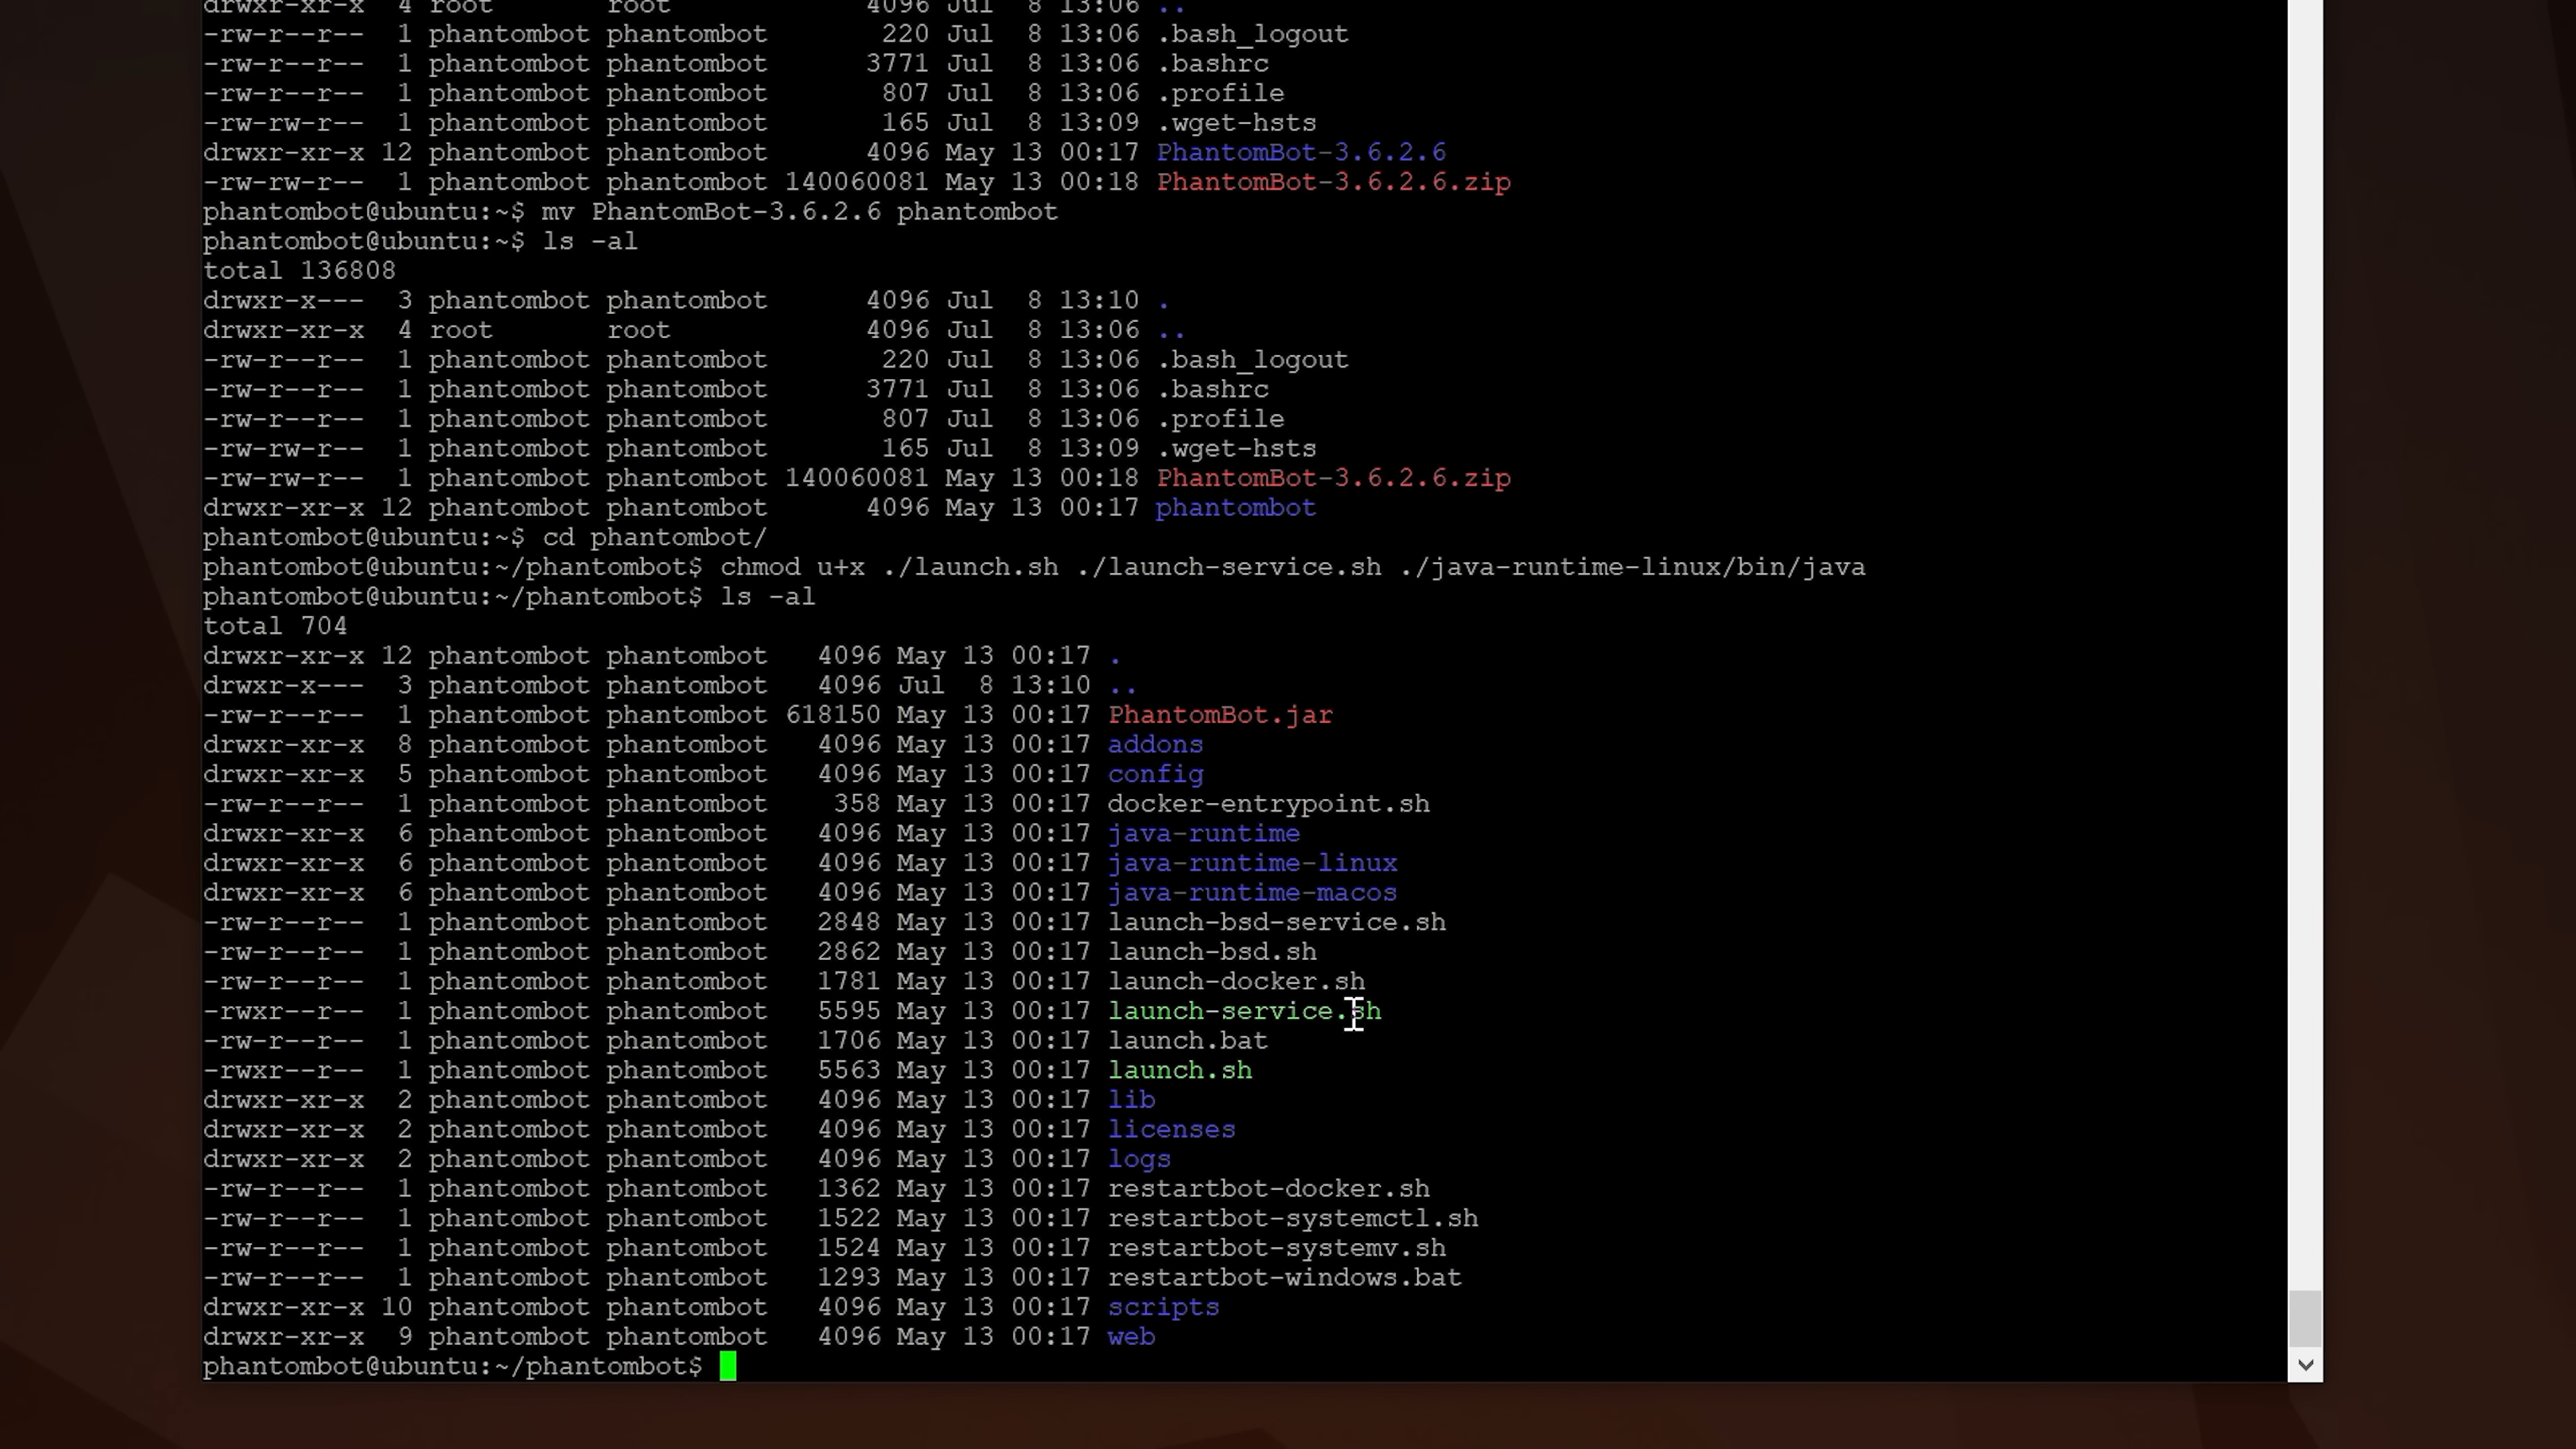 drwxr-xr-x  4 root       root            4096 Jul  8 13:06 ..
-rw-r--r--  1 phantombot phantombot       220 Jul  8 13:06 .bash_logout
-rw-r--r--  1 phantombot phantombot      3771 Jul  8 13:06 .bashrc
-rw-r--r--  1 phantombot phantombot       807 Jul  8 13:06 .profile
-rw-rw-r--  1 phantombot phantombot       165 Jul  8 13:09 .wget-hsts
drwxr-xr-x 12 phantombot phantombot      4096 May 13 00:17 PhantomBot-3.6.2.6
-rw-rw-r--  1 phantombot phantombot 140060081 May 13 00:18 PhantomBot-3.6.2.6.zip
phantombot@ubuntu:~$ mv PhantomBot-3.6.2.6 phantombot
phantombot@ubuntu:~$ ls -al
total 136808
drwxr-x---  3 phantombot phantombot      4096 Jul  8 13:10 .
drwxr-xr-x  4 root       root            4096 Jul  8 13:06 ..
-rw-r--r--  1 phantombot phantombot       220 Jul  8 13:06 .bash_logout
-rw-r--r--  1 phantombot phantombot      3771 Jul  8 13:06 .bashrc
-rw-r--r--  1 phantombot phantombot       807 Jul  8 13:06 .profile
-rw-rw-r--  1 phantombot phantombot       165 Jul  8 13:09 .wget-hsts
-rw-rw-r--  1 phantombot phantombot 140060081 May 13 00:18 PhantomBot-3.6.2.6.zip
drwxr-xr-x 12 phantombot phantombot      4096 May 13 00:17 phantombot
phantombot@ubuntu:~$ cd phantombot/
phantombot@ubuntu:~/phantombot$ chmod u+x ./launch.sh ./launch-service.sh ./java-runtime-linux/bin/java
phantombot@ubuntu:~/phantombot$ ls -al
total 704
drwxr-xr-x 12 phantombot phantombot   4096 May 13 00:17 .
drwxr-x---  3 phantombot phantombot   4096 Jul  8 13:10 ..
-rw-r--r--  1 phantombot phantombot 618150 May 13 00:17 PhantomBot.jar
drwxr-xr-x  8 phantombot phantombot   4096 May 13 00:17 addons
drwxr-xr-x  5 phantombot phantombot   4096 May 13 00:17 config
-rw-r--r--  1 phantombot phantombot    358 May 13 00:17 docker-entrypoint.sh
drwxr-xr-x  6 phantombot phantombot   4096 May 13 00:17 java-runtime
drwxr-xr-x  6 phantombot phantombot   4096 May 13 00:17 java-runtime-linux
drwxr-xr-x  6 phantombot phantombot   4096 May 13 00:17 java-runtime-macos
-rw-r--r--  1 phantombot phantombot   2848 May 13 00:17 launch-bsd-service.sh
-rw-r--r--  1 phantombot phantombot   2862 May 13 00:17 launch-bsd.sh
-rw-r--r--  1 phantombot phantombot   1781 May 13 00:17 launch-docker.sh
-rwxr--r--  1 phantombot phantombot   5595 May 13 00:17 launch-service.sh
-rw-r--r--  1 phantombot phantombot   1706 May 13 00:17 launch.bat
-rwxr--r--  1 phantombot phantombot   5563 May 13 00:17 launch.sh
drwxr-xr-x  2 phantombot phantombot   4096 May 13 00:17 lib
drwxr-xr-x  2 phantombot phantombot   4096 May 13 00:17 licenses
drwxr-xr-x  2 phantombot phantombot   4096 May 13 00:17 logs
-rw-r--r--  1 phantombot phantombot   1362 May 13 00:17 restartbot-docker.sh
-rw-r--r--  1 phantombot phantombot   1522 May 13 00:17 restartbot-systemctl.sh
-rw-r--r--  1 phantombot phantombot   1524 May 13 00:17 restartbot-systemv.sh
-rw-r--r--  1 phantombot phantombot   1293 May 13 00:17 restartbot-windows.bat
drwxr-xr-x 10 phantombot phantombot   4096 May 13 00:17 scripts
drwxr-xr-x  9 phantombot phantombot   4096 May 13 00:17 web
phantombot@ubuntu:~/phantombot$